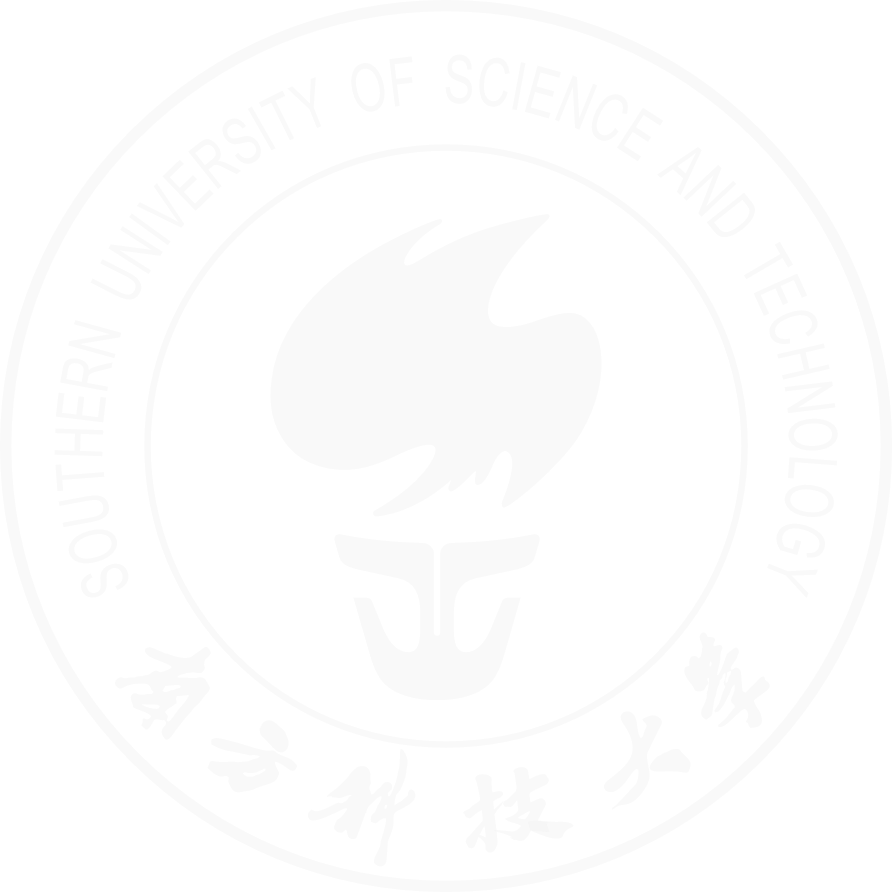 SOUTHERN UNIVERSITY OF SCIENCE AND TECHNOLOGY
南方科技大学